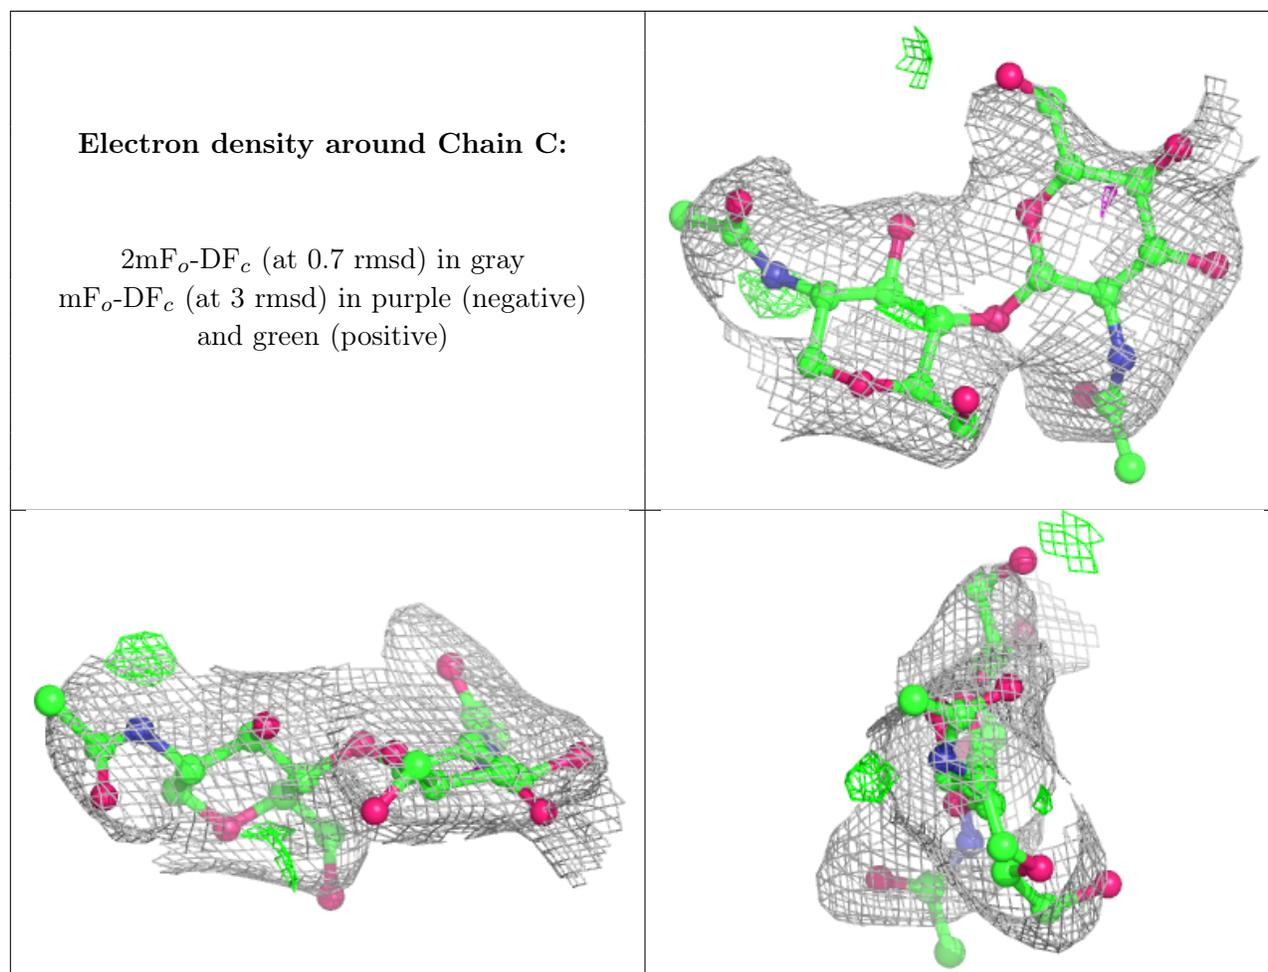 Electron density around Chain C:
2mFo-DFc (at 0.7 rmsd) in gray
mFo-DFc (at 3 rmsd) in purple (negative)
and green (positive)